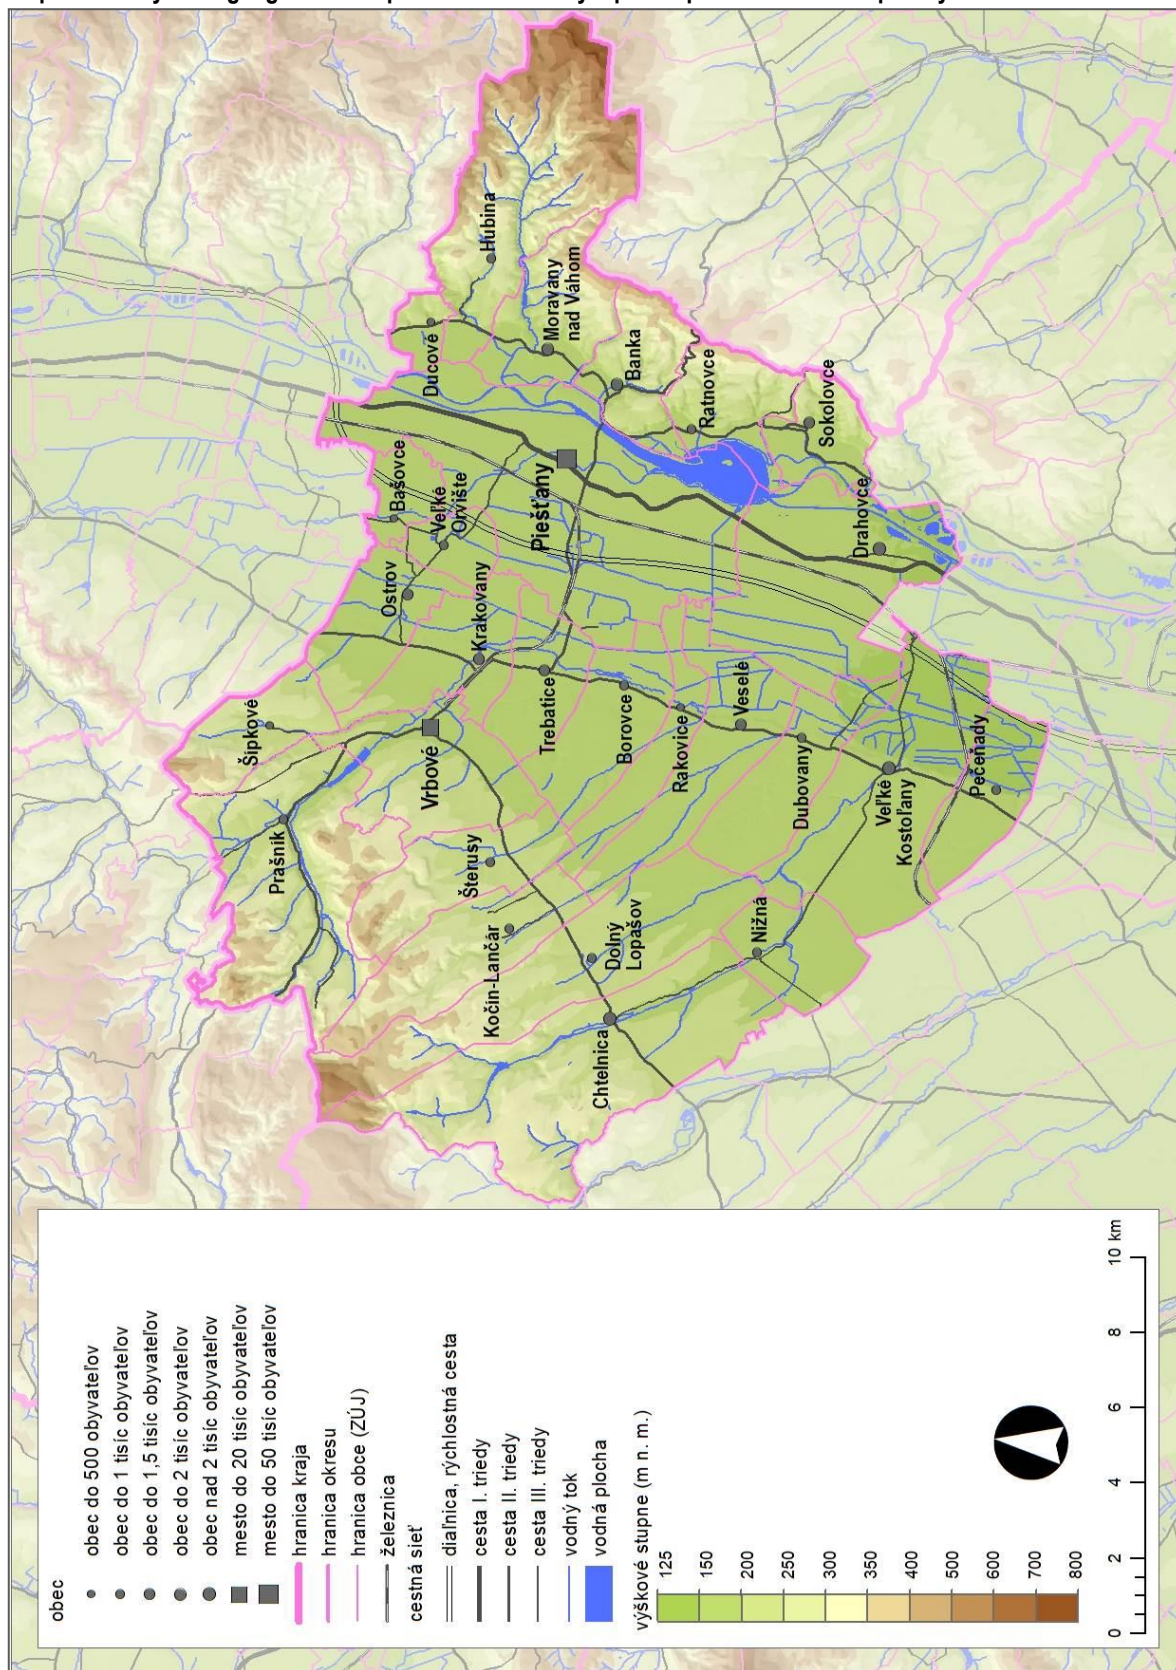 obec
obec do 500 obyvateľov
obec do 1 tisíc obyvateľov
obec do 1,5 tisíc obyvateľov
obec do 2 tisíc obyvateľov
obec nad 2 tisíc obyvateľov
mesto do 20 tisíc obyvateľov
mesto do 50 tisíc obyvateľov
hranica kraja
hranica okresu
hranica obce (ZÚJ)
železnica
cestná sieť
diaľnica, rýchlostná cesta
cesta I. triedy
cesta II. triedy
cesta III. triedy
vodný tok
vodná plocha
výškové stupne (m n. m.)
125
150
200
250
270
300
400
500
600
700
800
0
2
4
6
8
10 km
Chtelnica
Kočín-Lančár
Dolný
Lopašov
Nižná
Šterusy
Prašník
Šípkové
Vrbové
Krakovany
Ostrov
Veľké
Orvište
Bašovce
Trebatice
Borovce
Rakovice
Veselé
Dubovany
Veľké
Kostoľany
Pečeňady
Piešťany
Drahovce
Ducové
Hubina
Moravany
nad Váhom
Banka
Ratnovce
Sokolovce